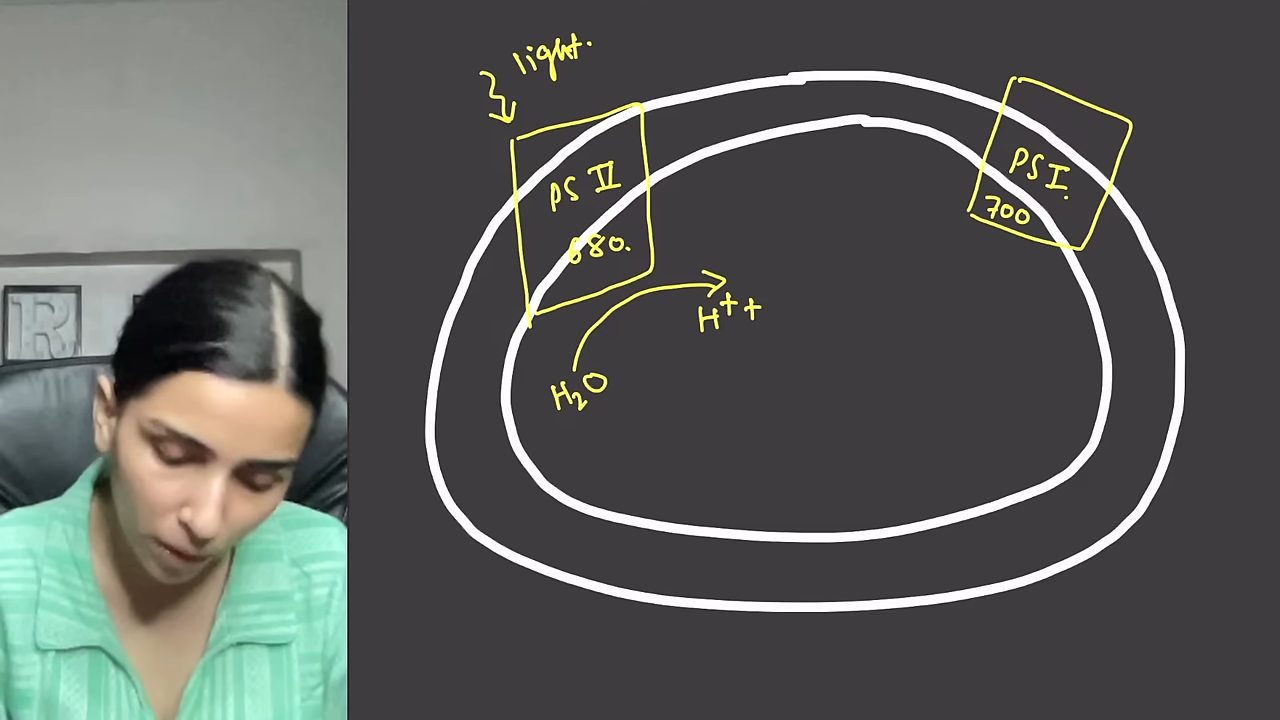 light.
PS II
680.
PS I.
700
H⁺ +
H₂O
R